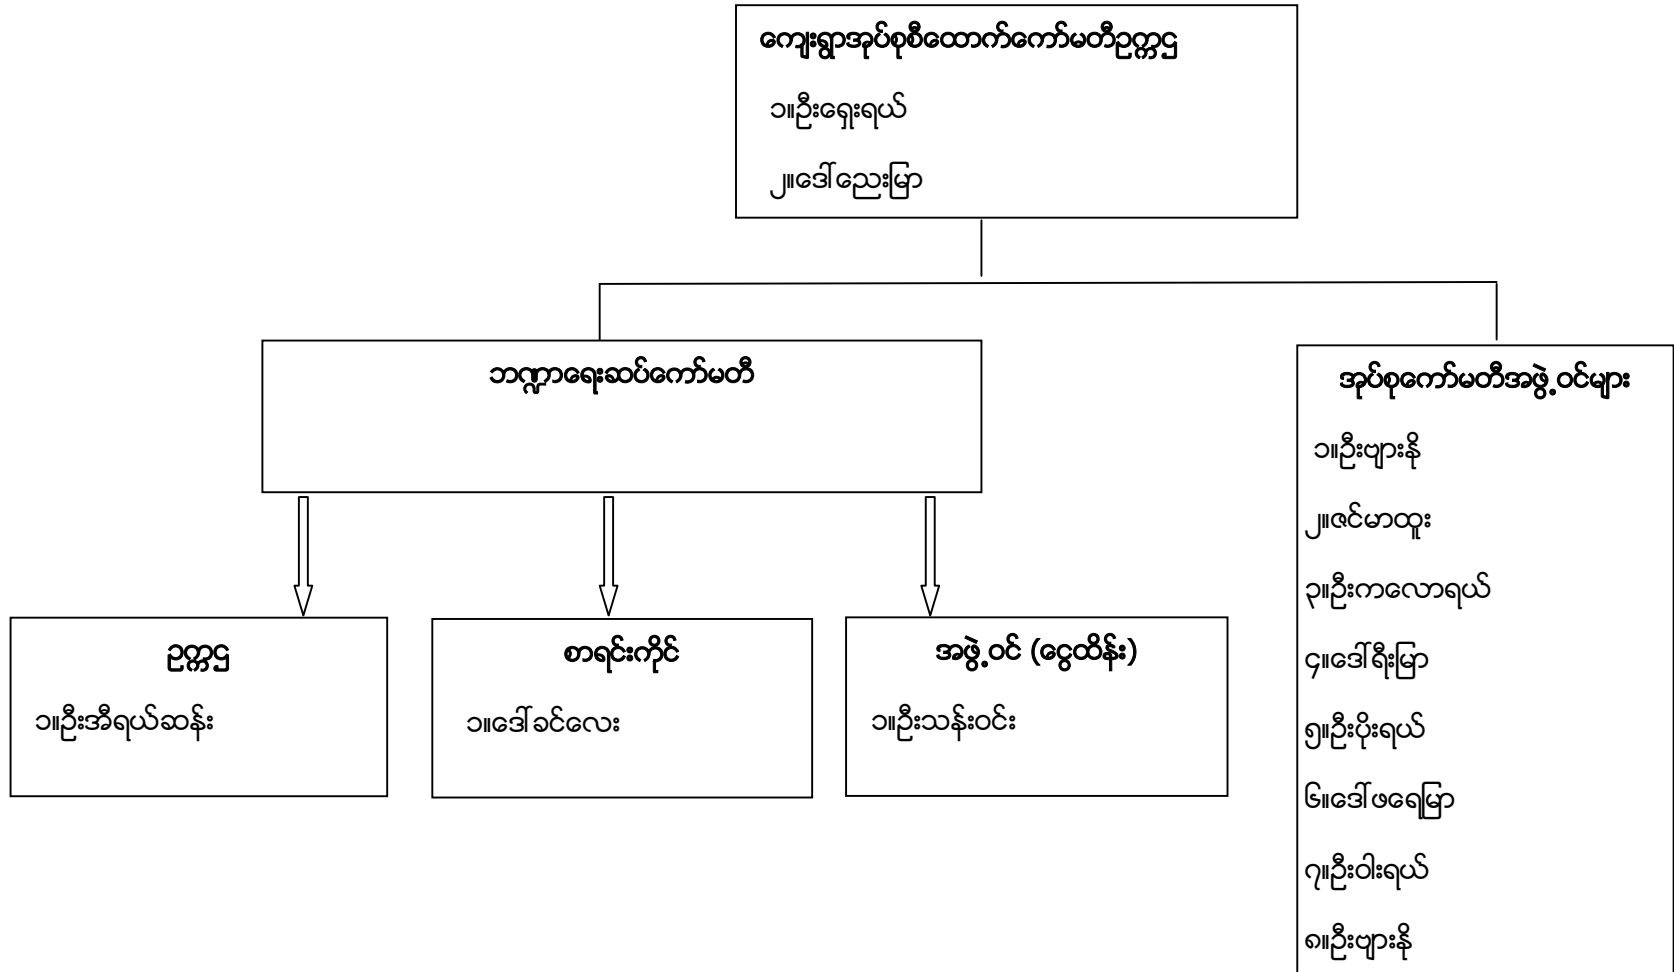 ကျေးရွာအုပ်စုစီထောက်ကော်မတီဥက္ကဌ
၁။ဦးရှေးရယ်
၂။ဒေါ်ညေးမြာ
ဘဏ္ဍာရေးဆပ်ကော်မတီ
ဥက္ကဌ
၁။ဦးအီရယ်ဆန်း
စာရင်းကိုင်
၁။ဒေါ်ခင်လေး
အဖွဲ့ဝင် (ငွေထိန်း)
၁။ဦးသန်းဝင်း
အုပ်စုကော်မတီအဖွဲ့ဝင်များ
၁။ဦးဗျားနို
၂။ဇင်မာထူး
၃။ဦးကလောရယ်
၄။ဒေါ်ရီးမြာ
၅။ဦးပိုးရယ်
၆။ဒေါ်ဖရေမြာ
၇။ဦးဝါးရယ်
၈။ဦးဗျားနို